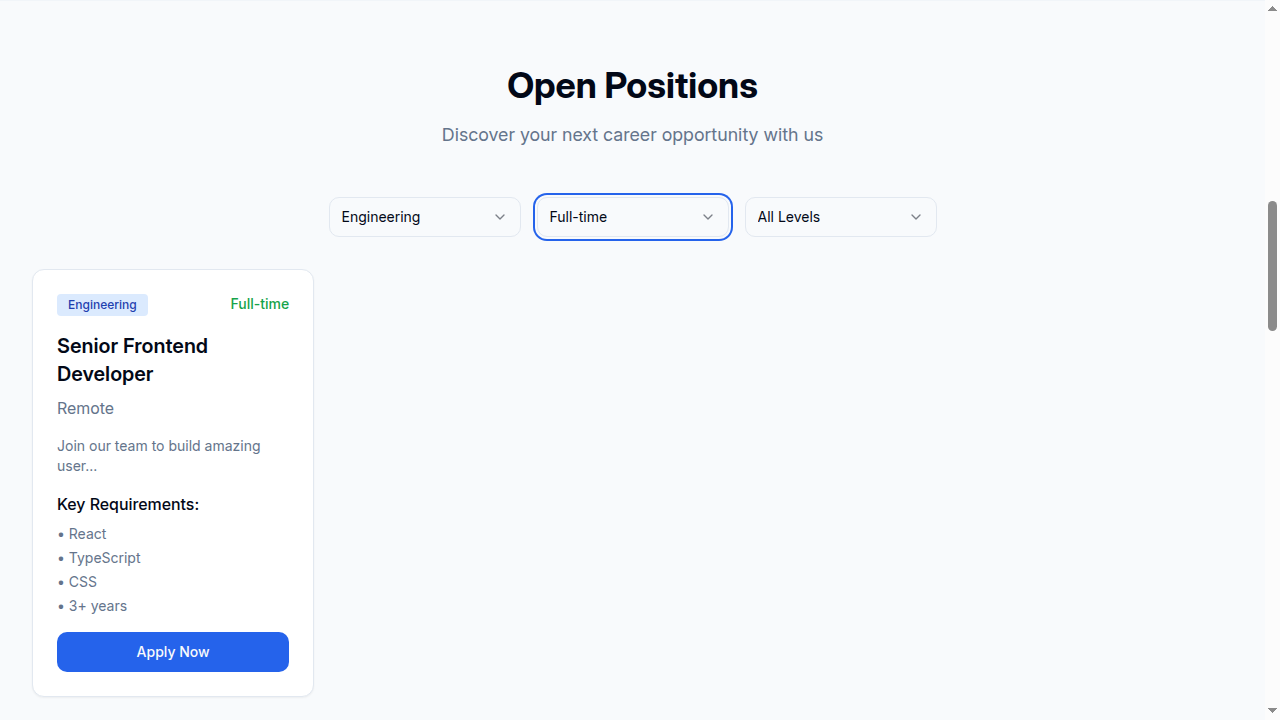 Open Positions
Discover your next career opportunity with us
Engineering
Full-time
All Levels
Engineering
Full-time
Senior Frontend
Developer
Remote
Join our team to build amazing
user...
Key Requirements:
• React
• TypeScript
• CSS
• 3+ years
Apply Now